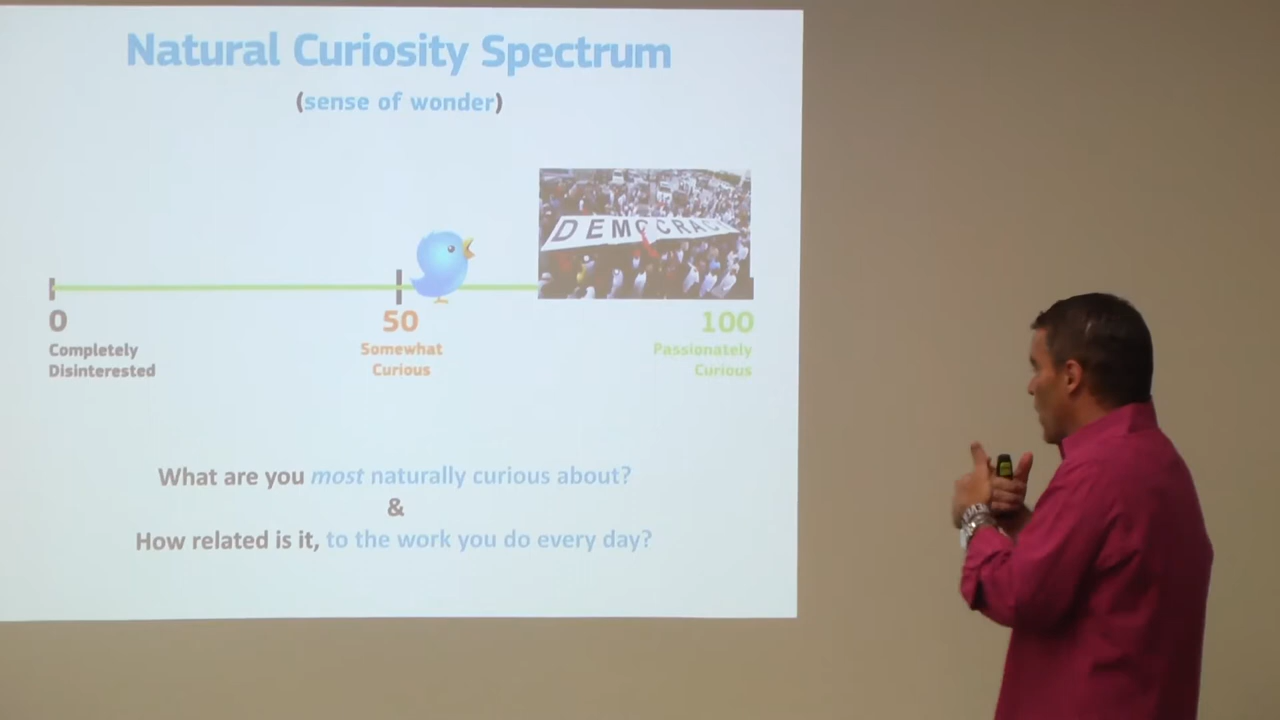 Natural Curiosity Spectrum
(sense of wonder)
DEMOCRACY
0
50
100
Completely
Disinterested
Somewhat
Curious
Passionately
Curious
What are you most naturally curious about?
&
How related is it, to the work you do every day?